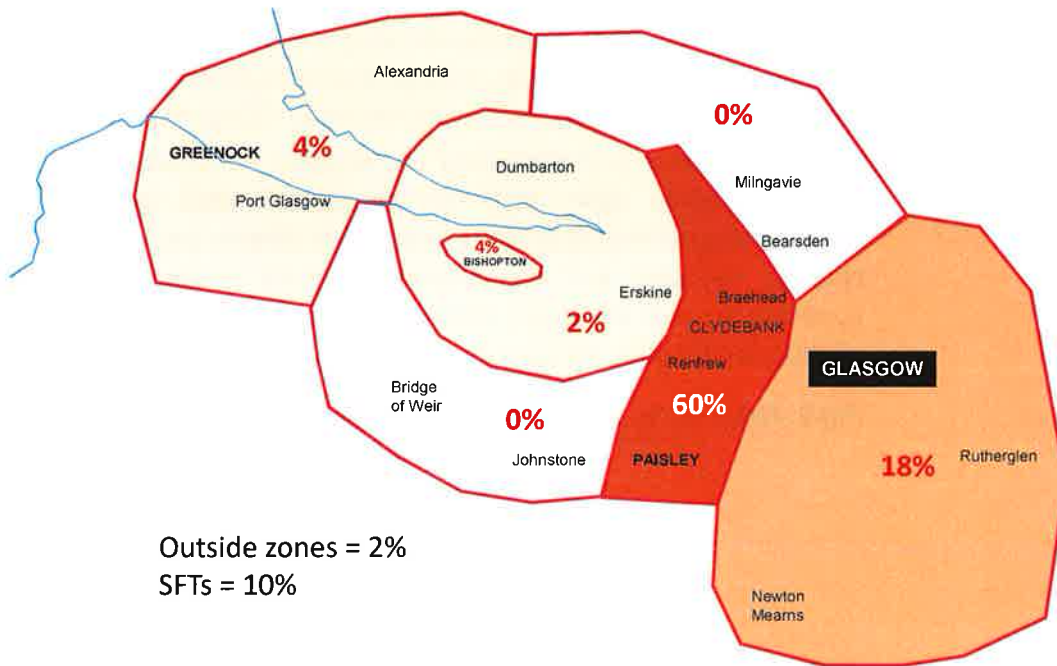 Alexandria
0%
GREENOCK
4%
Dumbarton
Milngavie
Port Glasgow
Bearsden
4%
BISHOPTON
Erskine
Braehead
2%
CLYDEBANK
Renfrew
GLASGOW
Bridge
of Weir
0%
60%
Johnstone
PAISLEY
18%
Rutherglen
Outside zones = 2%
SFTs = 10%
Newton
Mearns